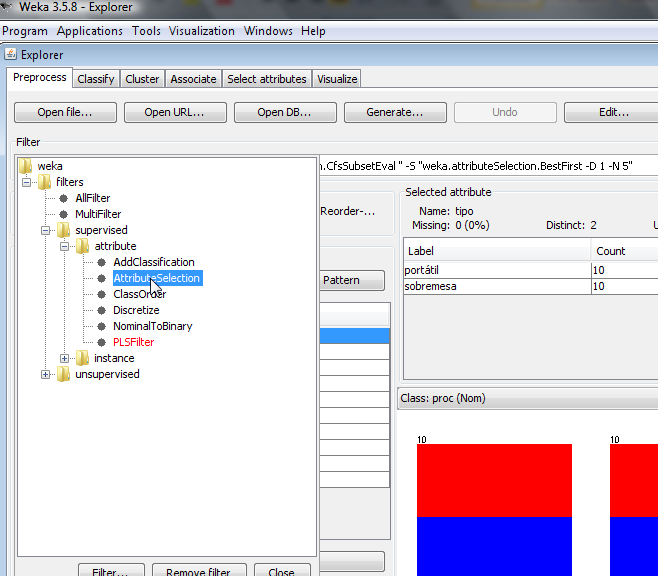 Weka 3.5.8 - Explorer
Program Applications Tools Visualization Windows Help
Explorer
Preprocess Classify Cluster Associate Select attributes Visualize
Open file... Open URL... Open DB... Generate... Undo Edit...
Filter
weka
filters
AllFilter
MultiFilter
supervised
attribute
AddClassification
AttributeSelection
ClassOrder
Discretize
NominalToBinary
PLSFilter
instance
unsupervised
Filter... Remove filter Close
.CfsSubsetEval " -S "weka.attributeSelection.BestFirst -D 1 -N 5"
Reorder-...
Pattern
Selected attribute
Name: tipo
Missing: 0 (0%) Distinct: 2
Label Count
portátil 10
sobremesa 10
Class: proc (Nom)
10 10